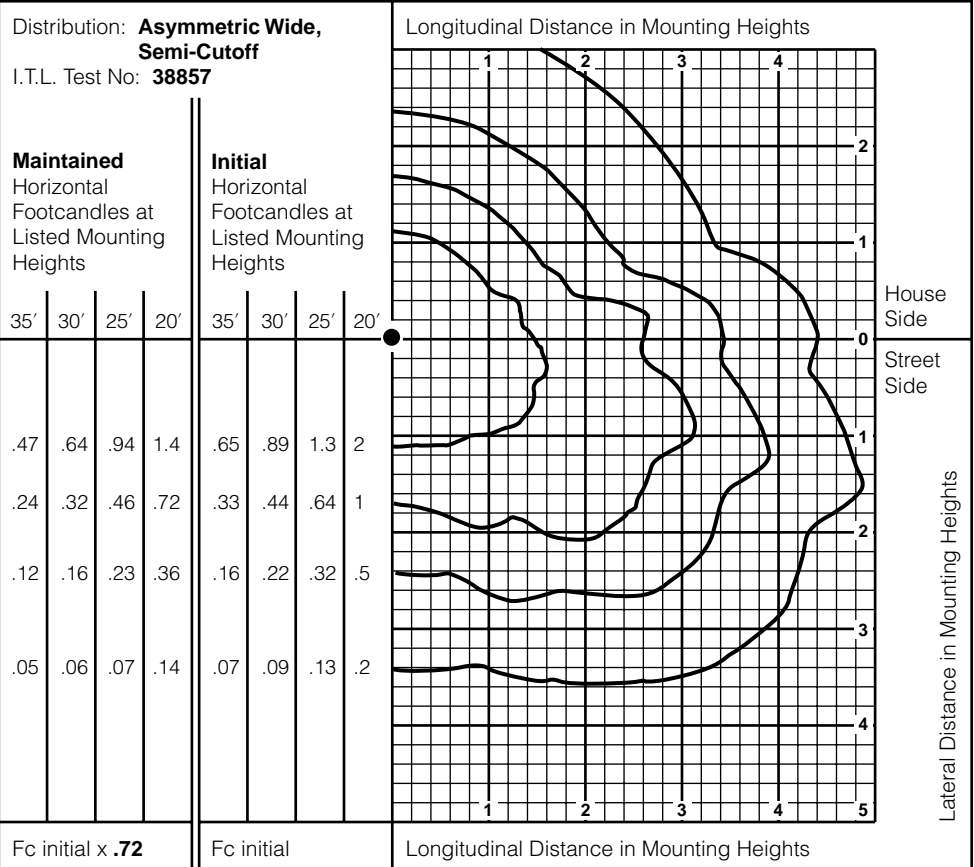 Distribution: Asymmetric Wide,
Semi-Cutoff
I.T.L. Test No: 38857
Maintained
Horizontal
Footcandles at
Listed Mounting
Heights
Initial
Horizontal
Footcandles at
Listed Mounting
Heights
35′ 30′ 25′ 20′ 35′ 30′ 25′ 20′
.47 .64 .94 1.4 .65 .89 1.3 2
.24 .32 .46 .72 .33 .44 .64 1
.12 .16 .23 .36 .16 .22 .32 .5
.05 .06 .07 .14 .07 .09 .13 .2
Fc initial x .72
Fc initial
Longitudinal Distance in Mounting Heights
1 2 3 4
2
1
0
1
2
3
4
1 2 3 4 5
House
Side
Street
Side
Lateral Distance in Mounting Heights
Longitudinal Distance in Mounting Heights